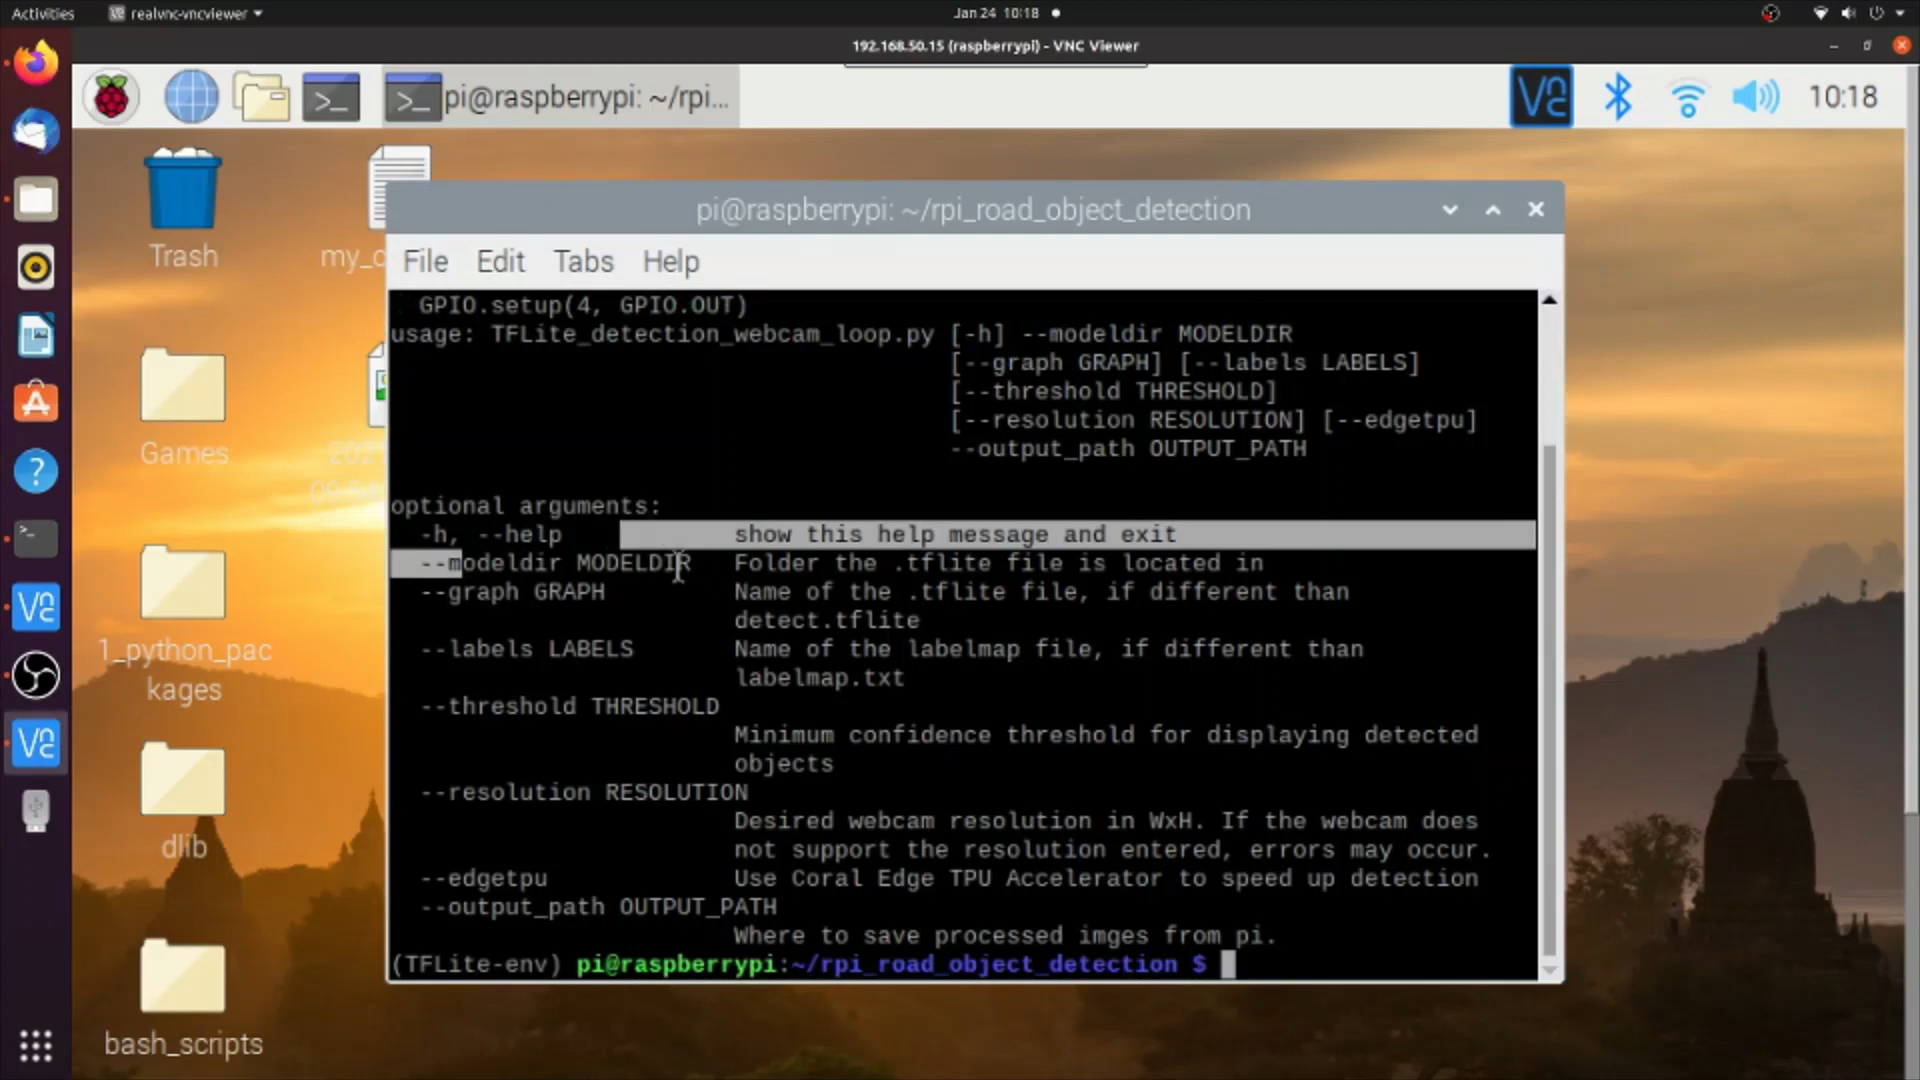 Activities
realvnc-vncviewer
Jan 24 10:18
192.168.50.15 (raspberrypi) - VNC Viewer
pi@raspberrypi: ~/rpi...
10:18
Trash
my_
Games
1_python_pac
kages
dlib
bash_scripts
pi@raspberrypi: ~/rpi_road_object_detection
File Edit Tabs Help
GPIO.setup(4, GPIO.OUT)
usage: TFLite_detection_webcam_loop.py [-h] --modeldir MODELDIR
[--graph GRAPH] [--labels LABELS]
[--threshold THRESHOLD]
[--resolution RESOLUTION] [--edgetpu]
--output_path OUTPUT_PATH
optional arguments:
-h, --help show this help message and exit
--modeldir MODELDIR Folder the .tflite file is located in
--graph GRAPH Name of the .tflite file, if different than
detect.tflite
--labels LABELS Name of the labelmap file, if different than
labelmap.txt
--threshold THRESHOLD
Minimum confidence threshold for displaying detected
objects
--resolution RESOLUTION
Desired webcam resolution in WxH. If the webcam does
not support the resolution entered, errors may occur.
--edgetpu Use Coral Edge TPU Accelerator to speed up detection
--output_path OUTPUT_PATH
Where to save processed imges from pi.
(TFLite-env) pi@raspberrypi:~/rpi_road_object_detection $